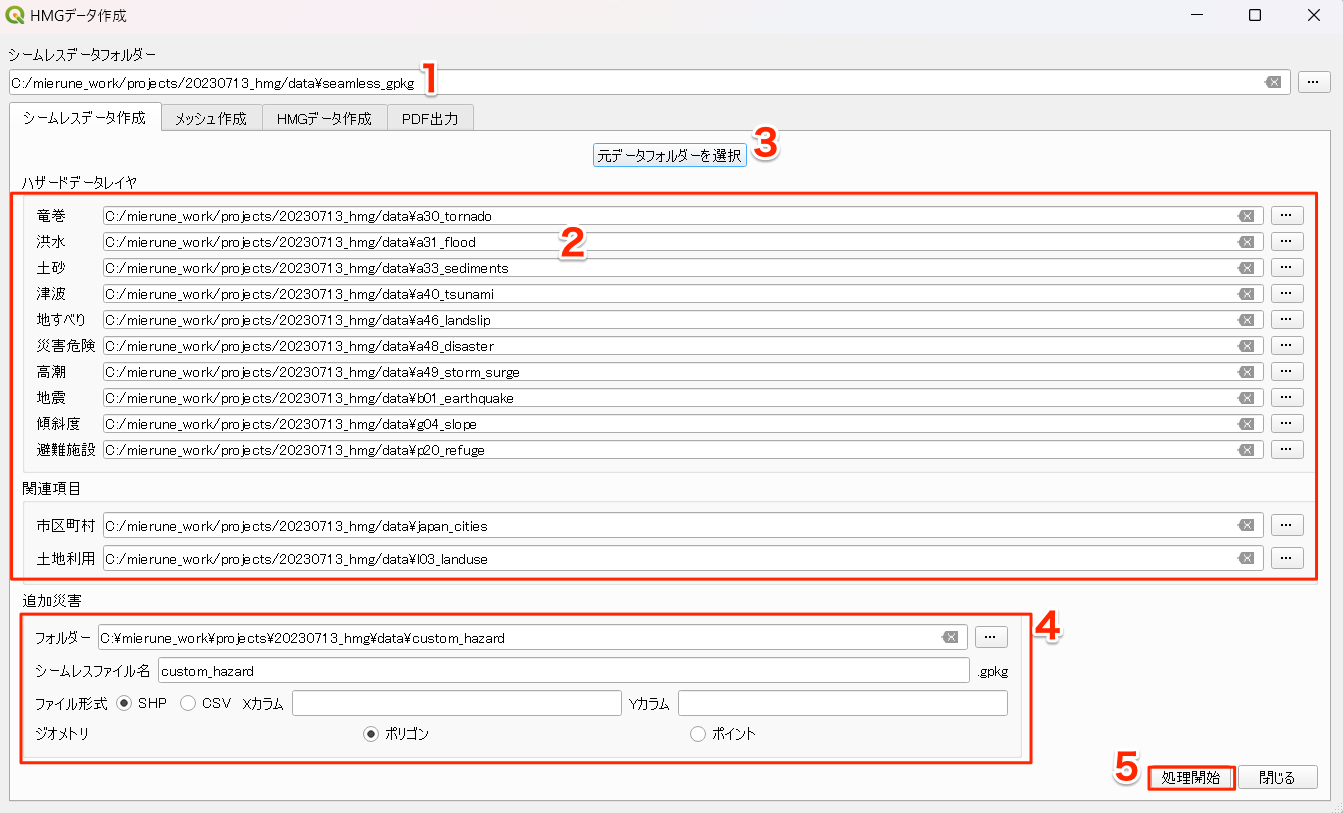 HMGデータ作成
シームレスデータフォルダー
C:/mierune_work/projects/20230713_hmg/data¥seamless_gpkg
1
...
シームレスデータ作成 メッシュ作成 HMGデータ作成 PDF出力
元データフォルダーを選択
3
ハザードデータレイヤ
竜巻 C:/mierune_work/projects/20230713_hmg/data¥a30_tornado ...
洪水 C:/mierune_work/projects/20230713_hmg/data¥a31_flood ...
2
土砂 C:/mierune_work/projects/20230713_hmg/data¥a33_sediments ...
津波 C:/mierune_work/projects/20230713_hmg/data¥a40_tsunami ...
地すべり C:/mierune_work/projects/20230713_hmg/data¥a46_landslip ...
災害危険 C:/mierune_work/projects/20230713_hmg/data¥a48_disaster ...
高潮 C:/mierune_work/projects/20230713_hmg/data¥a49_storm_surge ...
地震 C:/mierune_work/projects/20230713_hmg/data¥b01_earthquake ...
傾斜度 C:/mierune_work/projects/20230713_hmg/data¥g04_slope ...
避難施設 C:/mierune_work/projects/20230713_hmg/data¥p20_refuge ...
関連項目
市区町村 C:/mierune_work/projects/20230713_hmg/data¥japan_cities ...
土地利用 C:/mierune_work/projects/20230713_hmg/data¥l03_landuse ...
追加災害
フォルダー C:¥mierune_work¥projects¥20230713_hmg¥data¥custom_hazard ...
4
シームレスファイル名 custom_hazard .gpkg
ファイル形式 SHP CSV Xカラム Yカラム
ジオメトリ ポリゴン ポイント
5
処理開始 閉じる